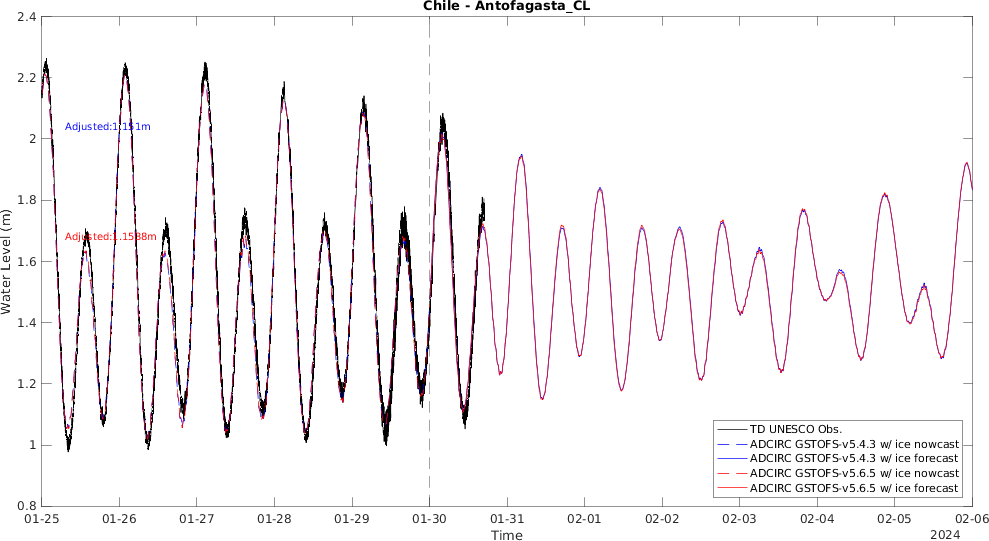 Chile - Antofagasta_CL
2.4
2.2
2
1.8
1.6
1.4
1.2
1
0.8
Water Level (m)
Adjusted:1.151m
Adjusted:1.1588m
TD UNESCO Obs.
ADCIRC GSTOFS-v5.4.3 w/ ice nowcast
ADCIRC GSTOFS-v5.4.3 w/ ice forecast
ADCIRC GSTOFS-v5.6.5 w/ ice nowcast
ADCIRC GSTOFS-v5.6.5 w/ ice forecast
01-25 01-26 01-27 01-28 01-29 01-30 01-31 02-01 02-02 02-03 02-04 02-05 02-06
Time
2024